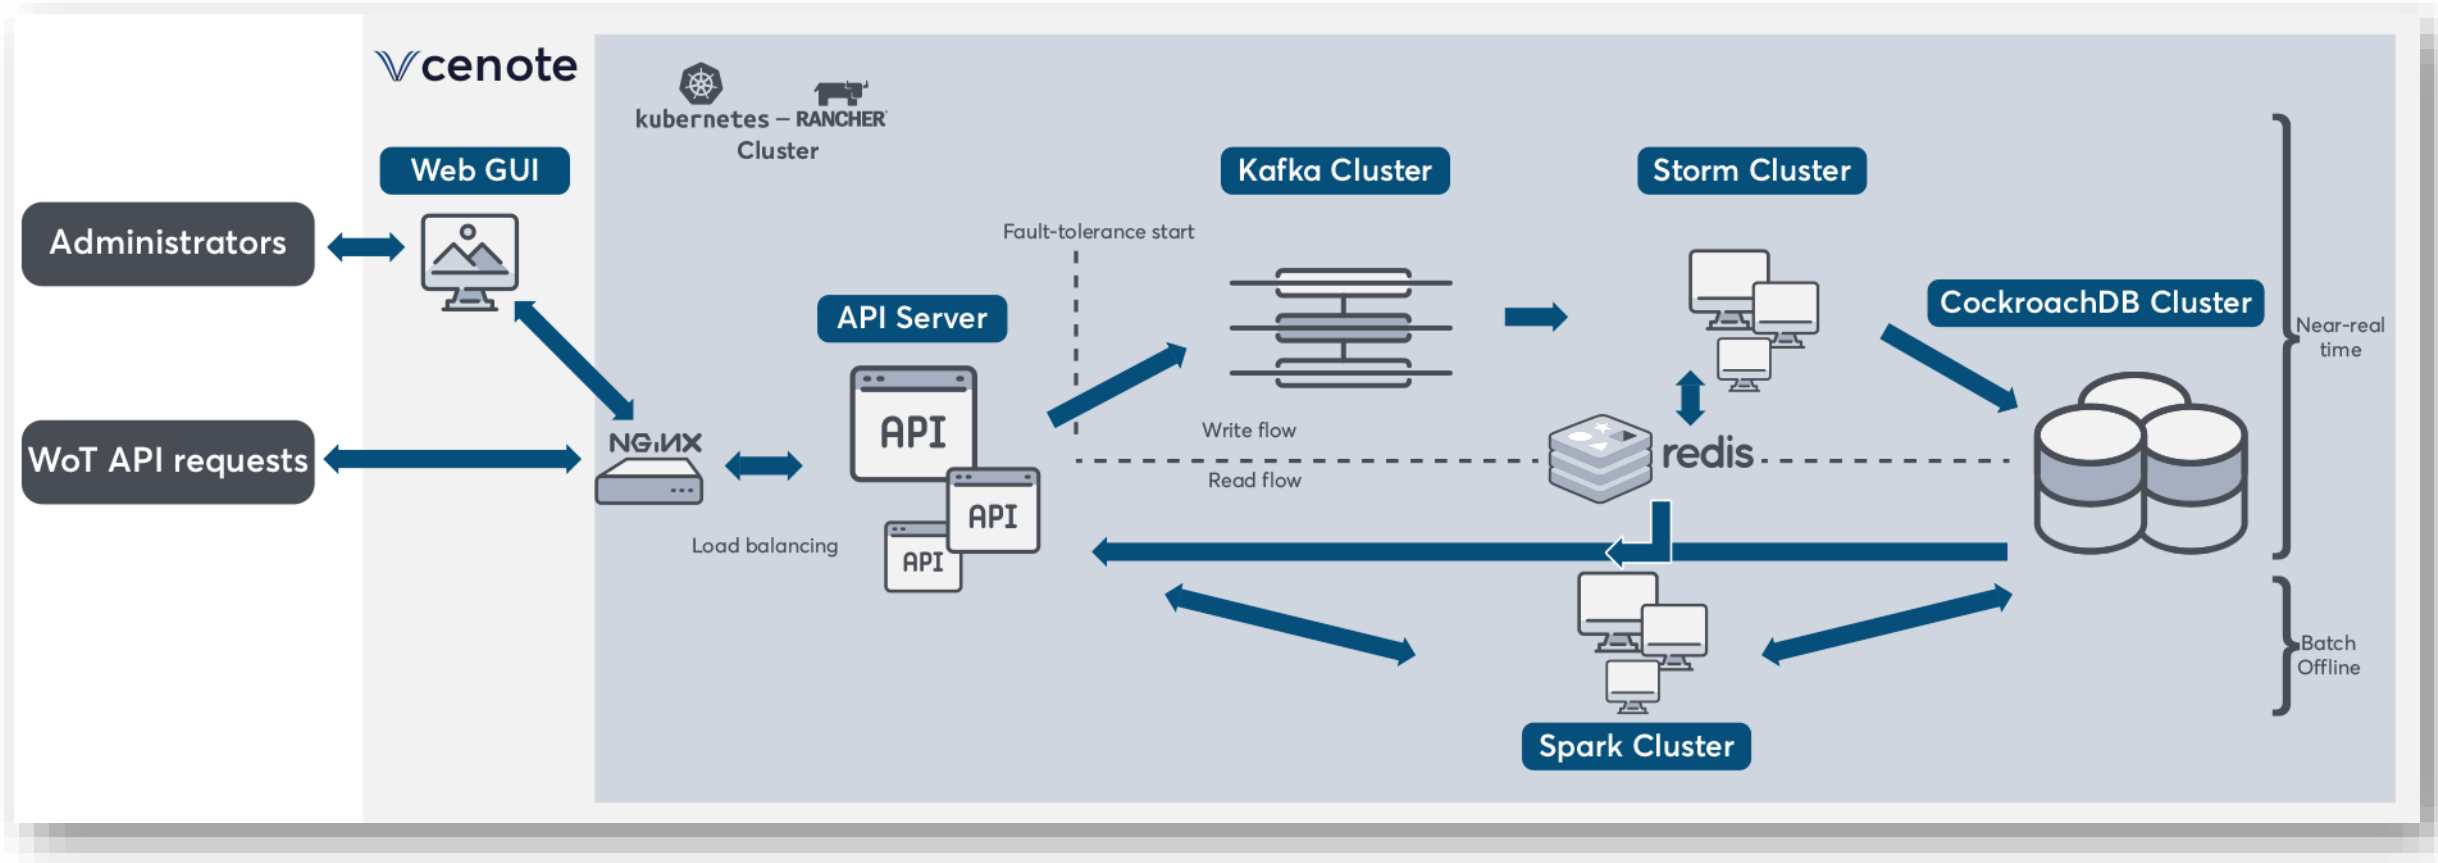 cenote
kubernetes – RANCHER
Cluster
Web GUI
Kafka Cluster
Storm Cluster
Administrators
Fault-tolerance start
API Server
CockroachDB Cluster
Near-real
time
API
Write flow
NGiNX
WoT API requests
redis
Read flow
API
Load balancing
API
Batch
Offline
Spark Cluster